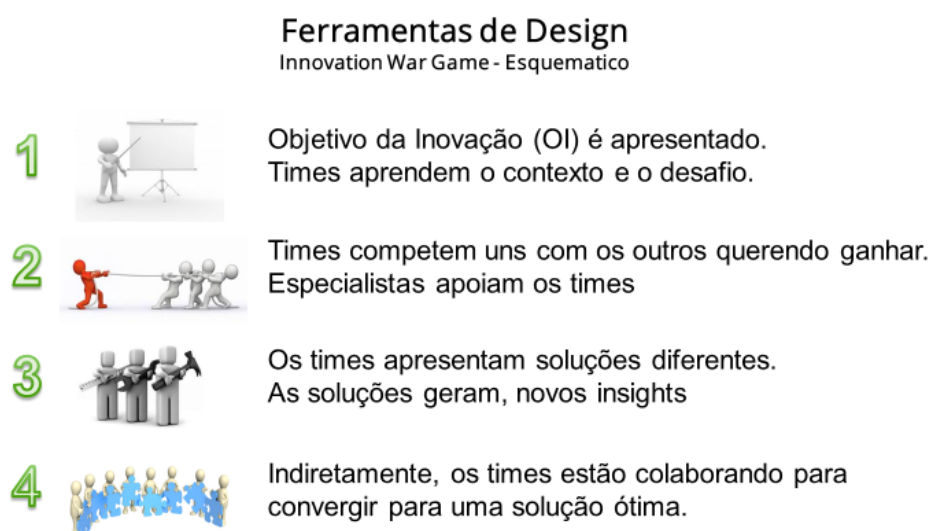 Ferramentas de Design
Innovation War Game - Esquematico
1
Objetivo da Inovação (OI) é apresentado.
Times aprendem o contexto e o desafio.
2
Times competem uns com os outros querendo ganhar.
Especialistas apoiam os times
3
Os times apresentam soluções diferentes.
As soluções geram, novos insights
4
Indiretamente, os times estão colaborando para
convergir para uma solução ótima.